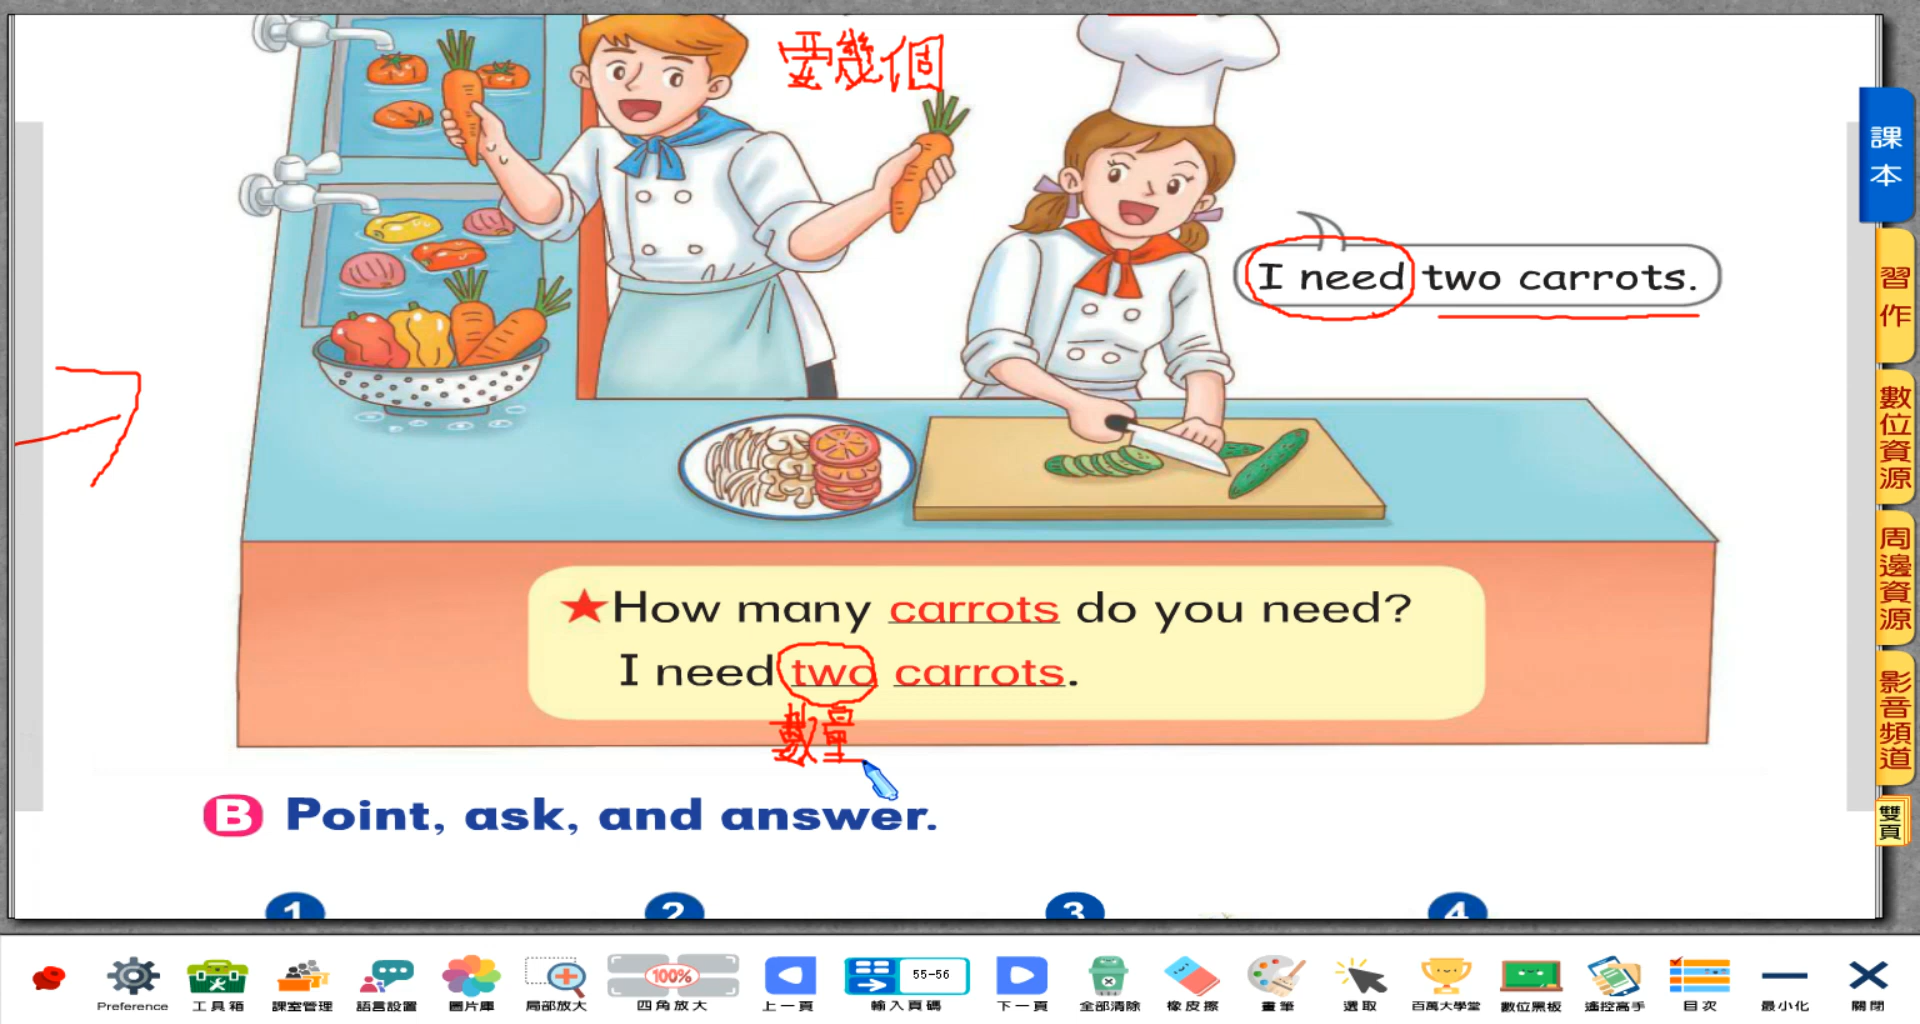 要幾個
I need two carrots.
★How many carrots do you need?
I need two carrots.
數量
B Point, ask, and answer.
1 2 3 4
課本
習作
數位資源
周邊資源
影音頻道
雙頁
100% 55-56
Preference 工具箱 課室管理 語言設置 圖片庫 局部放大 四角放大 上一頁 輸入頁碼 下一頁 全部清除 橡皮擦 畫筆 選取 百萬大學堂 數位黑板 遙控高手 目次 最小化 關閉